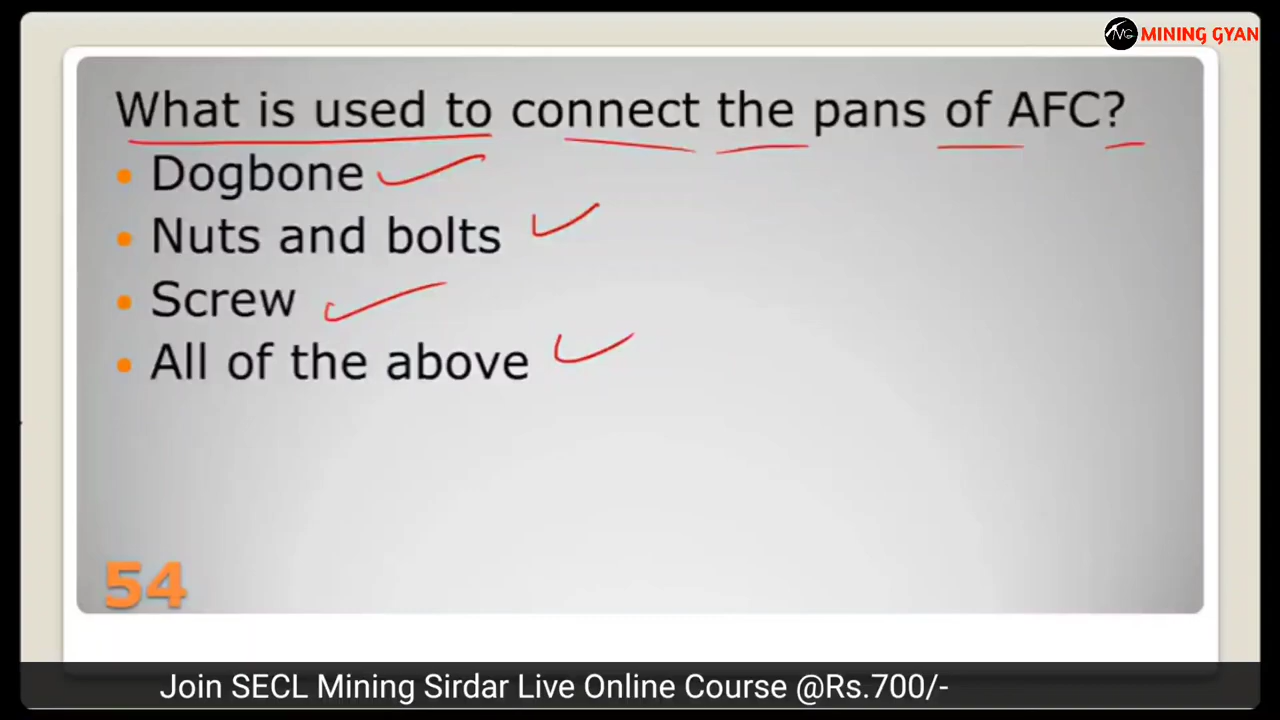 MINING GYAN
What is used to connect the pans of AFC?
Dogbone
Nuts and bolts
Screw
All of the above
54
Join SECL Mining Sirdar Live Online Course @Rs.700/-